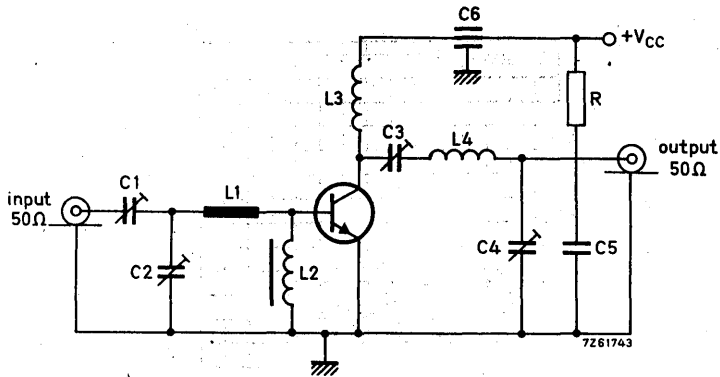 C6
+VCC
L3
R
C3
L4
output
50Ω
input
50Ω
C1
L1
C2
L2
C4
C5
7Z61743